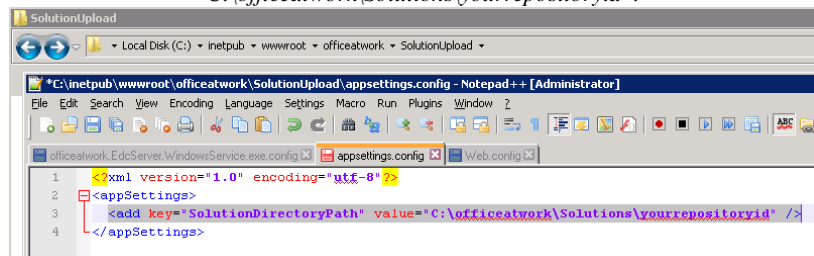 "C:\officeatwork\Solutions\yourrepositoryid".
SolutionUpload
Local Disk (C:) inetpub wwwroot officeatwork SolutionUpload
*C:\inetpub\wwwroot\officeatwork\SolutionUpload\appsettings.config - Notepad++ [Administrator]
File Edit Search View Encoding Language Settings Macro Run Plugins Window ?
ABC
officeatwork.EdcServer.WindowsService.exe.config appsettings.config Web.config
1 <?xml version="1.0" encoding="utf-8"?>
2 <appSettings>
3 <add key="SolutionDirectoryPath" value="C:\officeatwork\Solutions\yourrepositoryid" />
4 </appSettings>